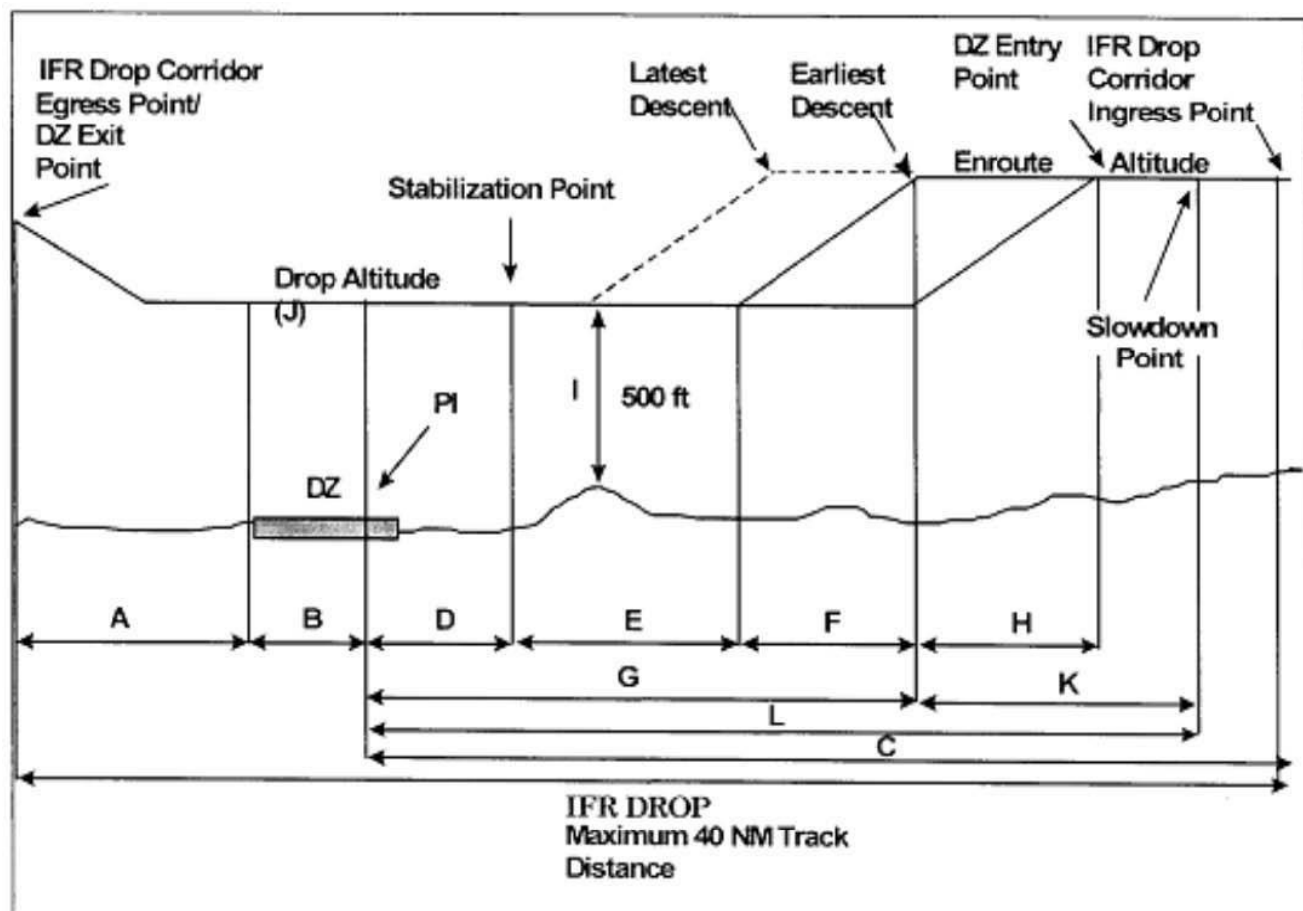 IFR Drop Corridor
Egress Point/
DZ Exit
Point
Latest
Descent
Earliest
Descent
DZ Entry
Point
IFR Drop
Corridor
Ingress Point
Enroute
Altitude
Stabilization Point
Drop Altitude
(J)
Slowdown
Point
I
500 ft
PI
DZ
A
B
D
E
F
H
G
K
L
C
IFR DROP
Maximum 40 NM Track
Distance